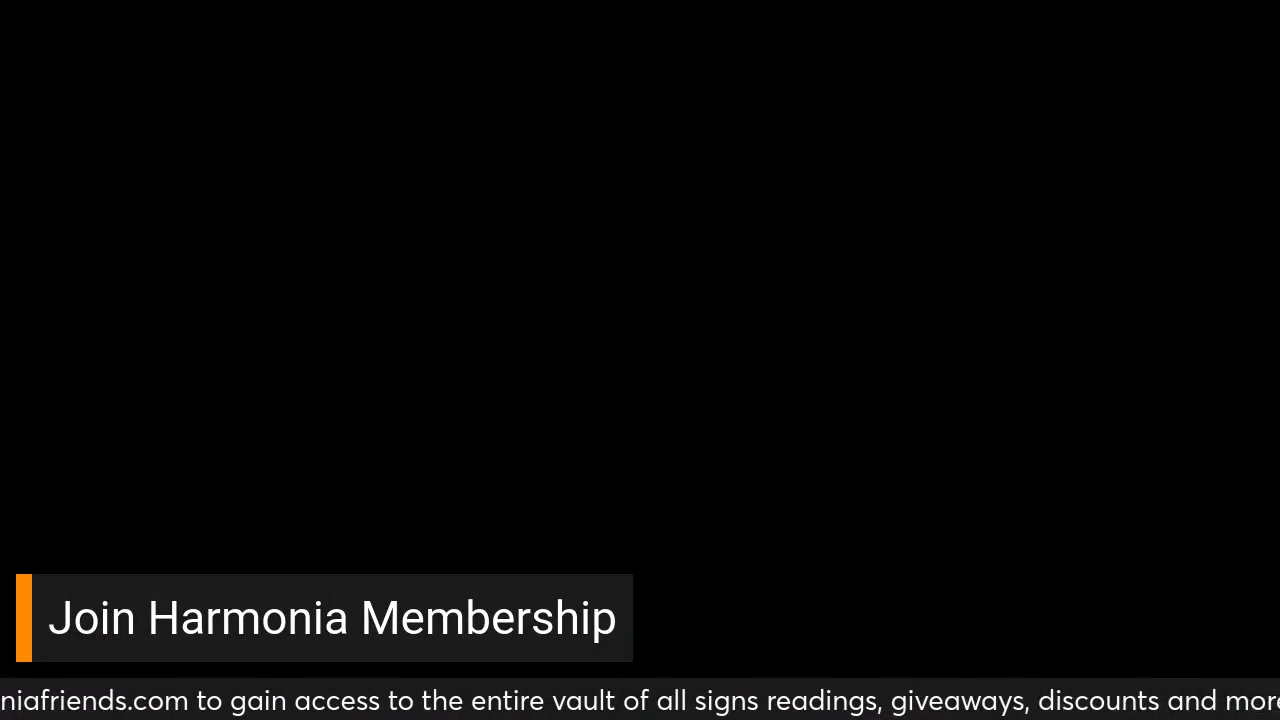 Join Harmonia Membership
niafriends.com to gain access to the entire vault of all signs readings, giveaways, discounts and mor